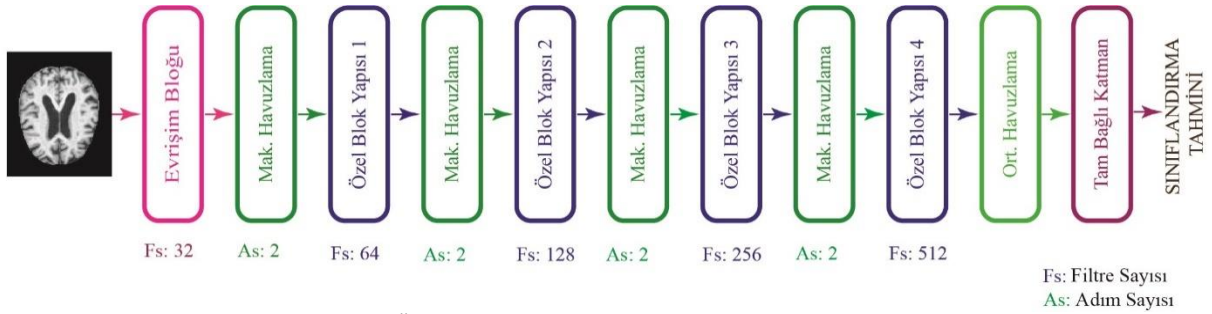 Evrişim Bloğu
Mak. Havuzlama
Özel Blok Yapısı 1
Mak. Havuzlama
Özel Blok Yapısı 2
Mak. Havuzlama
Özel Blok Yapısı 3
Mak. Havuzlama
Özel Blok Yapısı 4
Ort. Havuzlama
Tam Bağlı Katman
SINIFLANDIRMA
TAHMİNİ
Fs: 32
As: 2
Fs: 64
As: 2
Fs: 128
As: 2
Fs: 256
As: 2
Fs: 512
Fs: Filtre Sayısı
As: Adım Sayısı